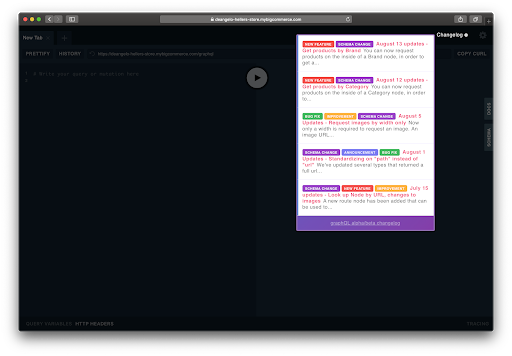 deangelo-hellers-store.mybigcommerce.com
New Tab
Changelog
PRETTIFY
HISTORY
https://deangelo-hellers-store.mybigcommerce.com/graphql
COPY CURL
1 # Write your query or mutation here
2
NEW FEATURE SCHEMA CHANGE August 13 updates -
Get products by Brand You can now request
products on the inside of a Brand node, in order to
get a...
NEW FEATURE SCHEMA CHANGE August 12 updates -
Get products by Category You can now request
products on the inside of a Category node, in order
to...
BUG FIX IMPROVEMENT SCHEMA CHANGE August 5
Updates - Request images by width only Now
only a width is required to request an image. An
image URL...
SCHEMA CHANGE ANNOUNCEMENT BUG FIX August 1
Updates - Standardizing on "path" instead of
"url" We've updated several types that returned a
full url...
SCHEMA CHANGE NEW FEATURE IMPROVEMENT July 15
updates - Look up Node by URL, changes to
images A new route node has been added that can
be used to...
graphQL alpha/beta changelog
DOCS
SCHEMA
QUERY VARIABLES
HTTP HEADERS
TRACING